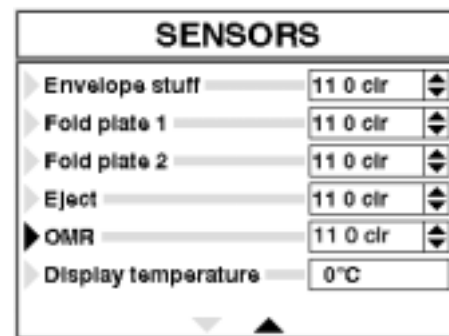 SENSORS
Envelope stuff 11 0 clr
Fold plate 1 11 0 clr
Fold plate 2 11 0 clr
Eject 11 0 clr
OMR 11 0 clr
Display temperature 0°C